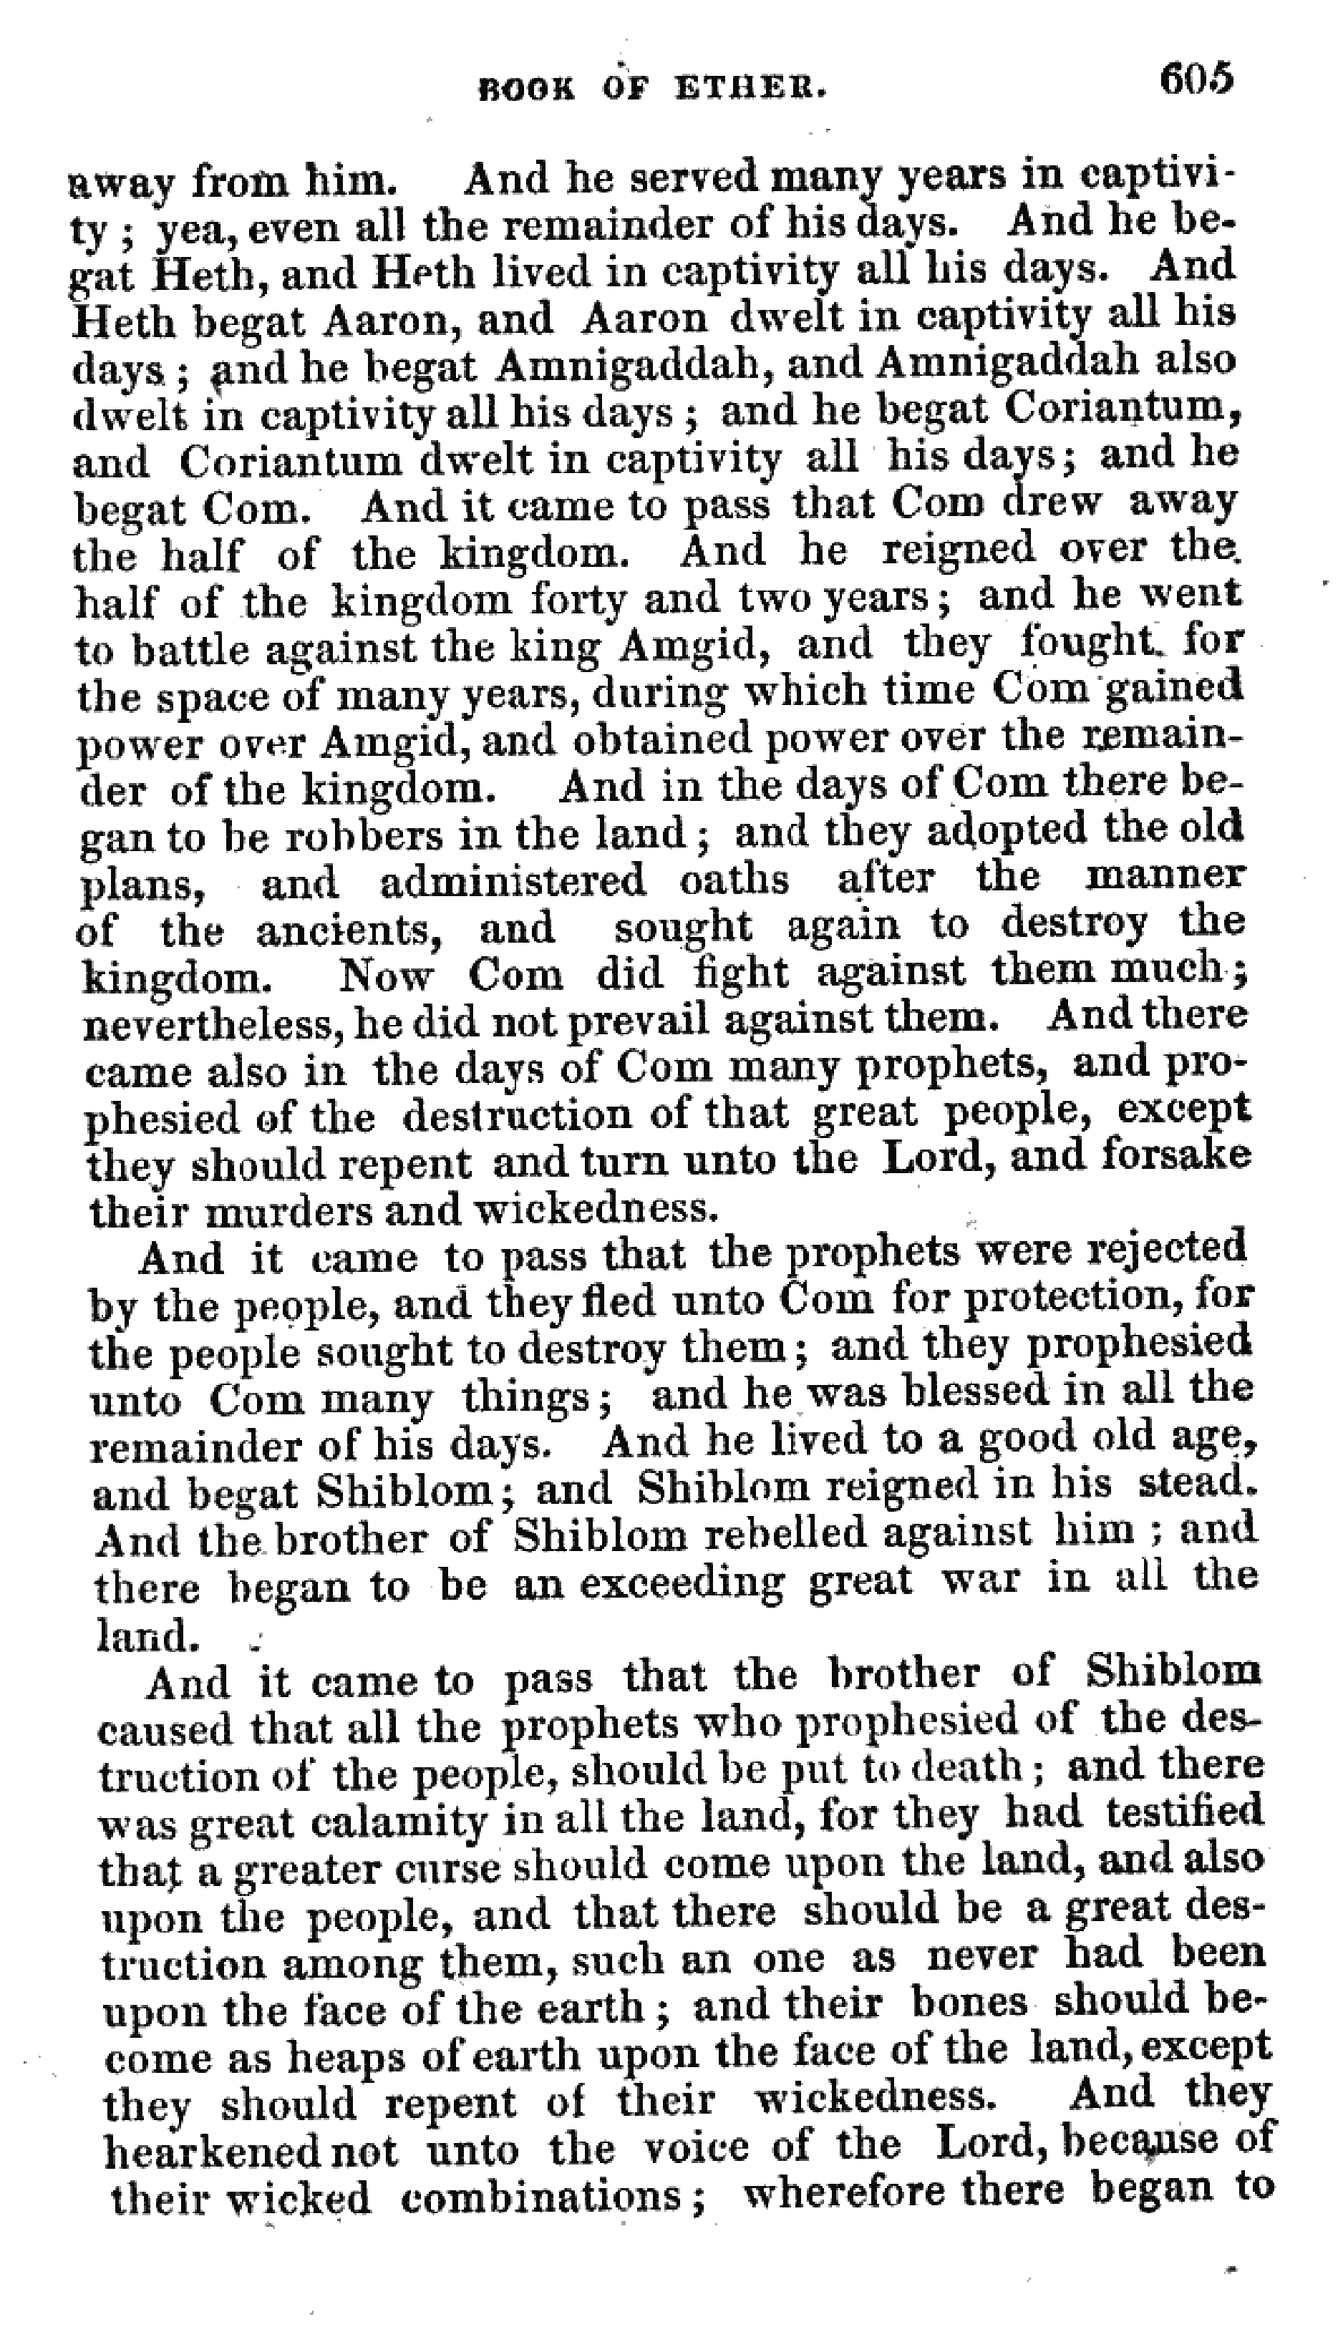 BOOK OF ETHER. 605
away from him. And he served many years in captivi-
ty ; yea, even all the remainder of his days. And he be-
gat Heth, and Heth lived in captivity all his days. And
Heth begat Aaron, and Aaron dwelt in captivity all his
days ; and he begat Amnigaddah, and Amnigaddah also
dwelt in captivity all his days ; and he begat Coriantum,
and Coriantum dwelt in captivity all his days ; and he
begat Com. And it came to pass that Com drew away
the half of the kingdom. And he reigned over the
half of the kingdom forty and two years ; and he went
to battle against the king Amgid, and they fought for
the space of many years, during which time Com gained
power over Amgid, and obtained power over the remain-
der of the kingdom. And in the days of Com there be-
gan to be robbers in the land ; and they adopted the old
plans, and administered oaths after the manner
of the ancients, and sought again to destroy the
kingdom. Now Com did fight against them much ;
nevertheless, he did not prevail against them. And there
came also in the days of Com many prophets, and pro-
phesied of the destruction of that great people, except
they should repent and turn unto the Lord, and forsake
their murders and wickedness.
And it came to pass that the prophets were rejected
by the people, and they fled unto Com for protection, for
the people sought to destroy them ; and they prophesied
unto Com many things ; and he was blessed in all the
remainder of his days. And he lived to a good old age,
and begat Shiblom ; and Shiblom reigned in his stead.
And the brother of Shiblom rebelled against him ; and
there began to be an exceeding great war in all the
land.
And it came to pass that the brother of Shiblom
caused that all the prophets who prophesied of the des-
truction of the people, should be put to death ; and there
was great calamity in all the land, for they had testified
that a greater curse should come upon the land, and also
upon the people, and that there should be a great des-
truction among them, such an one as never had been
upon the face of the earth ; and their bones should be-
come as heaps of earth upon the face of the land, except
they should repent of their wickedness. And they
hearkened not unto the voice of the Lord, because of
their wicked combinations ; wherefore there began to